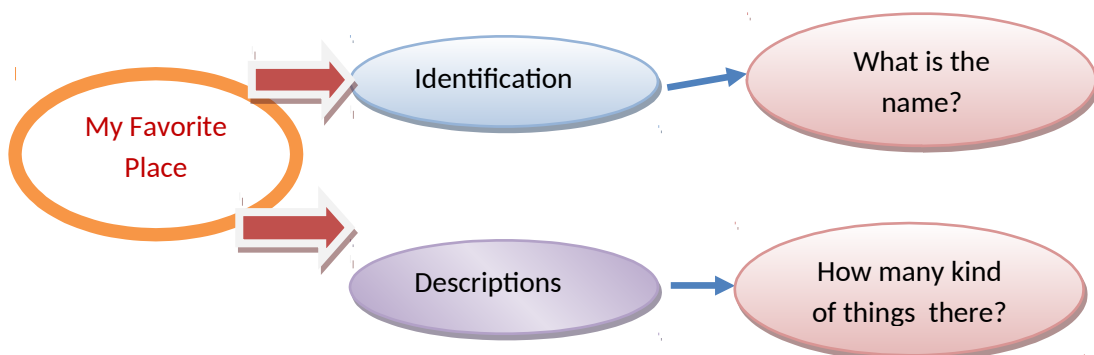 My Favorite
Place
Identification
What is the
name?
Descriptions
How many kind
of things there?